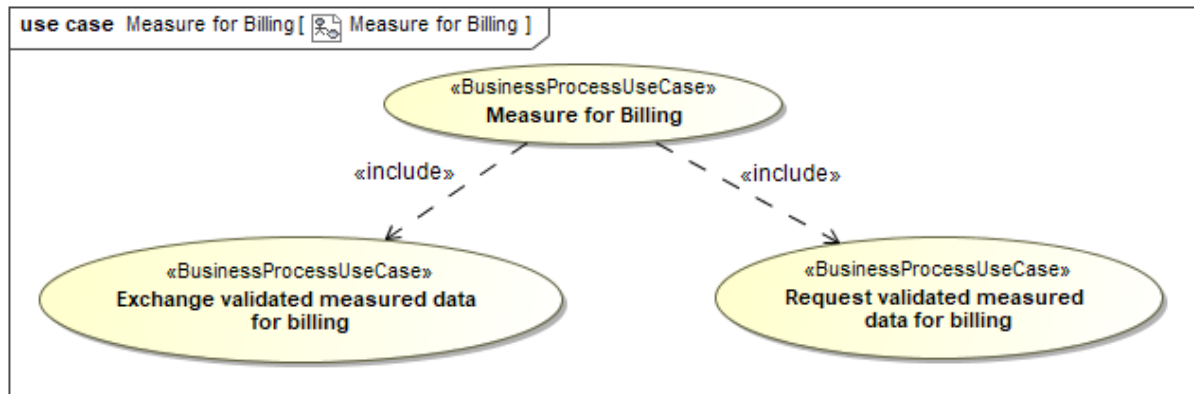 use case Measure for Billing [ Measure for Billing ]
«BusinessProcessUseCase»
Measure for Billing
«include»
«include»
«BusinessProcessUseCase»
Exchange validated measured data
for billing
«BusinessProcessUseCase»
Request validated measured
data for billing